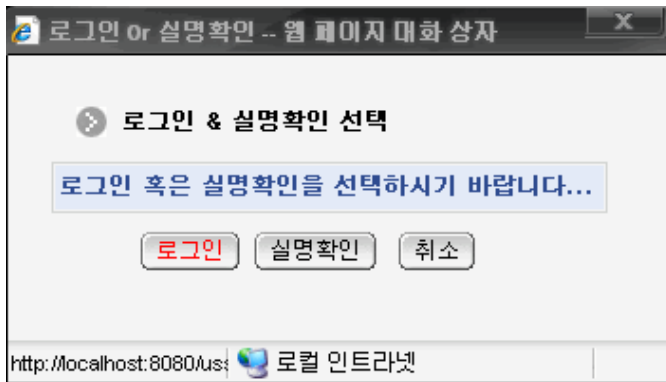 로그인 Or 실명확인 -- 웹 페이지 대화 상자
로그인 & 실명확인 선택
로그인 혹은 실명확인을 선택하시기 바랍니다...
로그인 실명확인 취소
http://localhost:8080/uss 로컬 인트라넷